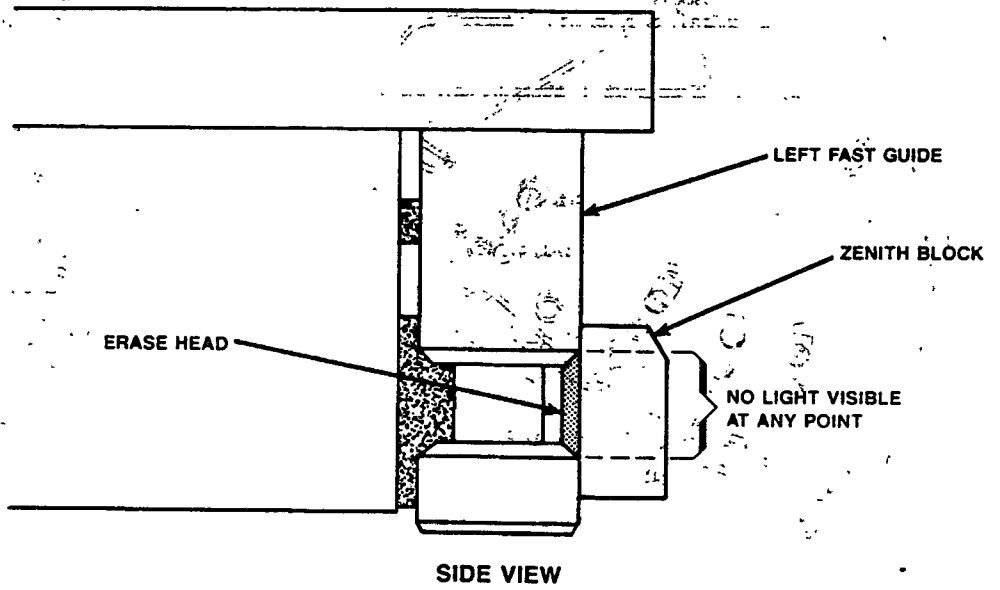 LEFT FAST GUIDE
ZENITH BLOCK
ERASE HEAD
NO LIGHT VISIBLE
AT ANY POINT
SIDE VIEW